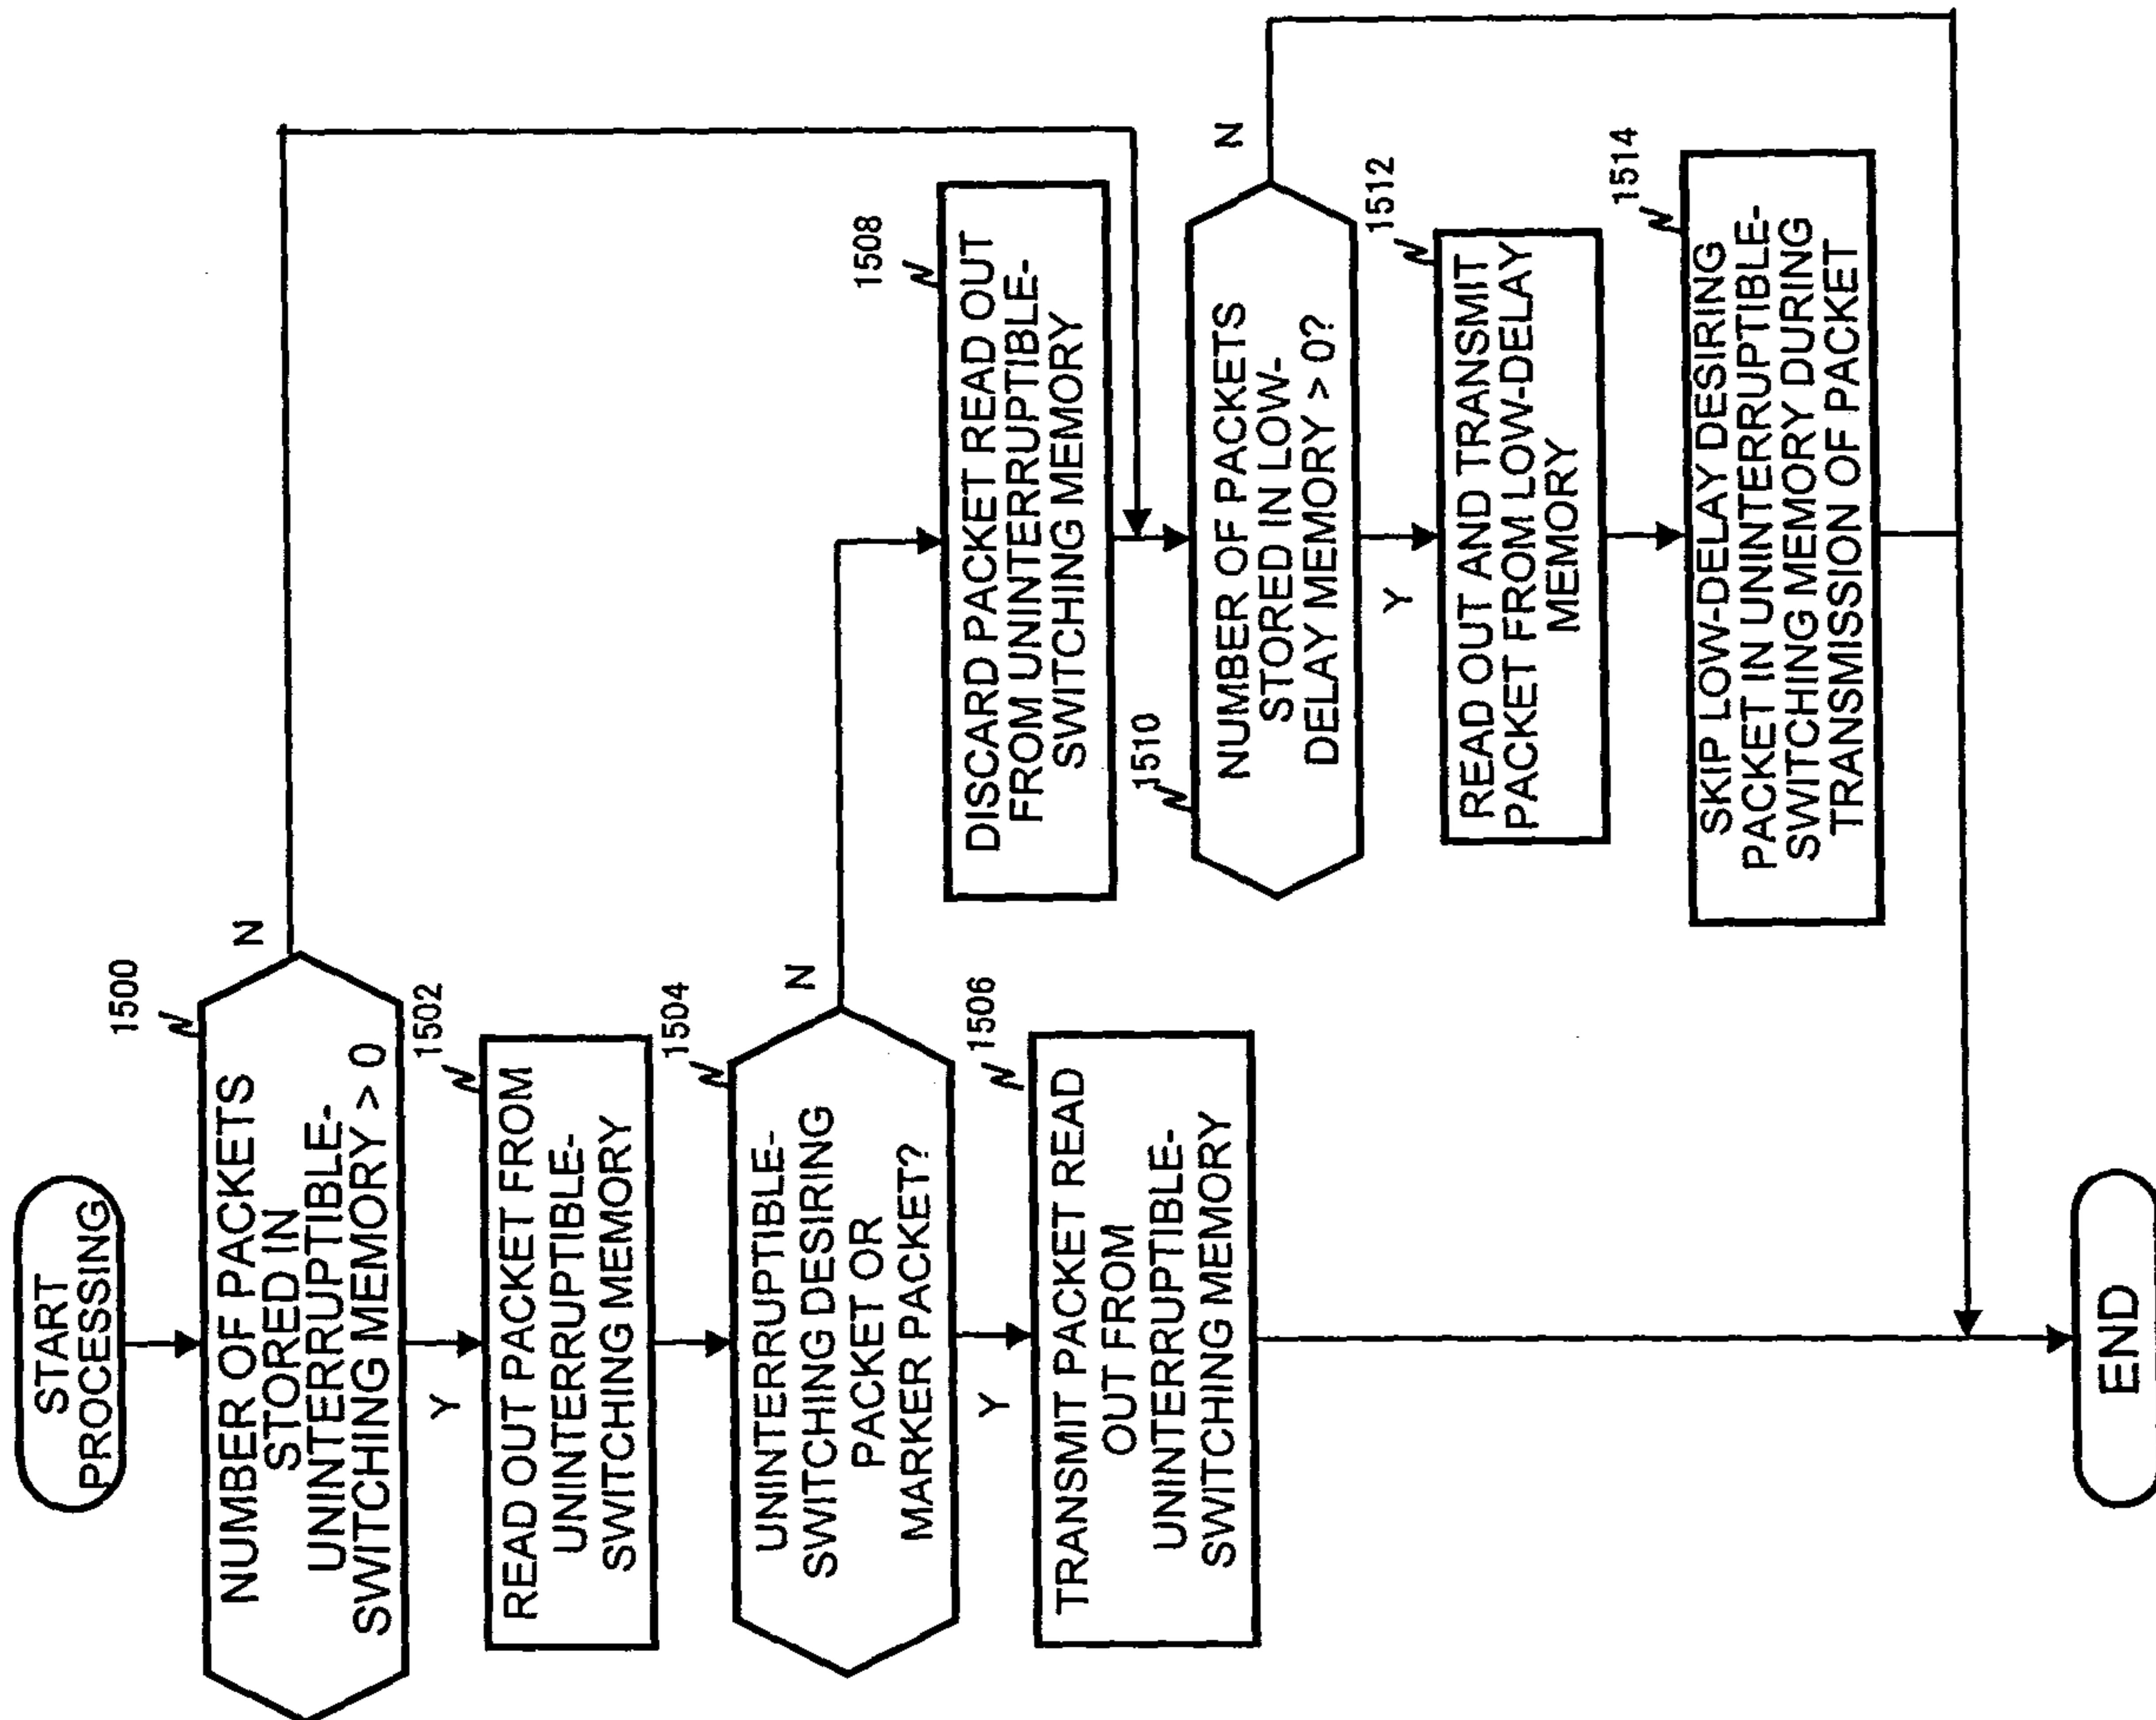 START
PROCESSING
1500
NUMBER OF PACKETS
STORED IN
UNINTERRUPTIBLE-
SWITCHING MEMORY > 0
N
Y
1502
READ OUT PACKET FROM
UNINTERRUPTIBLE-
SWITCHING MEMORY
1504
UNINTERRUPTIBLE-
SWITCHING DESIRING
PACKET OR
MARKER PACKET?
N
Y
1506
TRANSMIT PACKET READ
OUT FROM
UNINTERRUPTIBLE-
SWITCHING MEMORY
1508
DISCARD PACKET READ OUT
FROM UNINTERRUPTIBLE-
SWITCHING MEMORY
1510
NUMBER OF PACKETS
STORED IN LOW-
DELAY MEMORY > 0?
N
Y
1512
READ OUT AND TRANSMIT
PACKET FROM LOW-DELAY
MEMORY
1514
SKIP LOW-DELAY DESIRING
PACKET IN UNINTERRUPTIBLE-
SWITCHING MEMORY DURING
TRANSMISSION OF PACKET
END